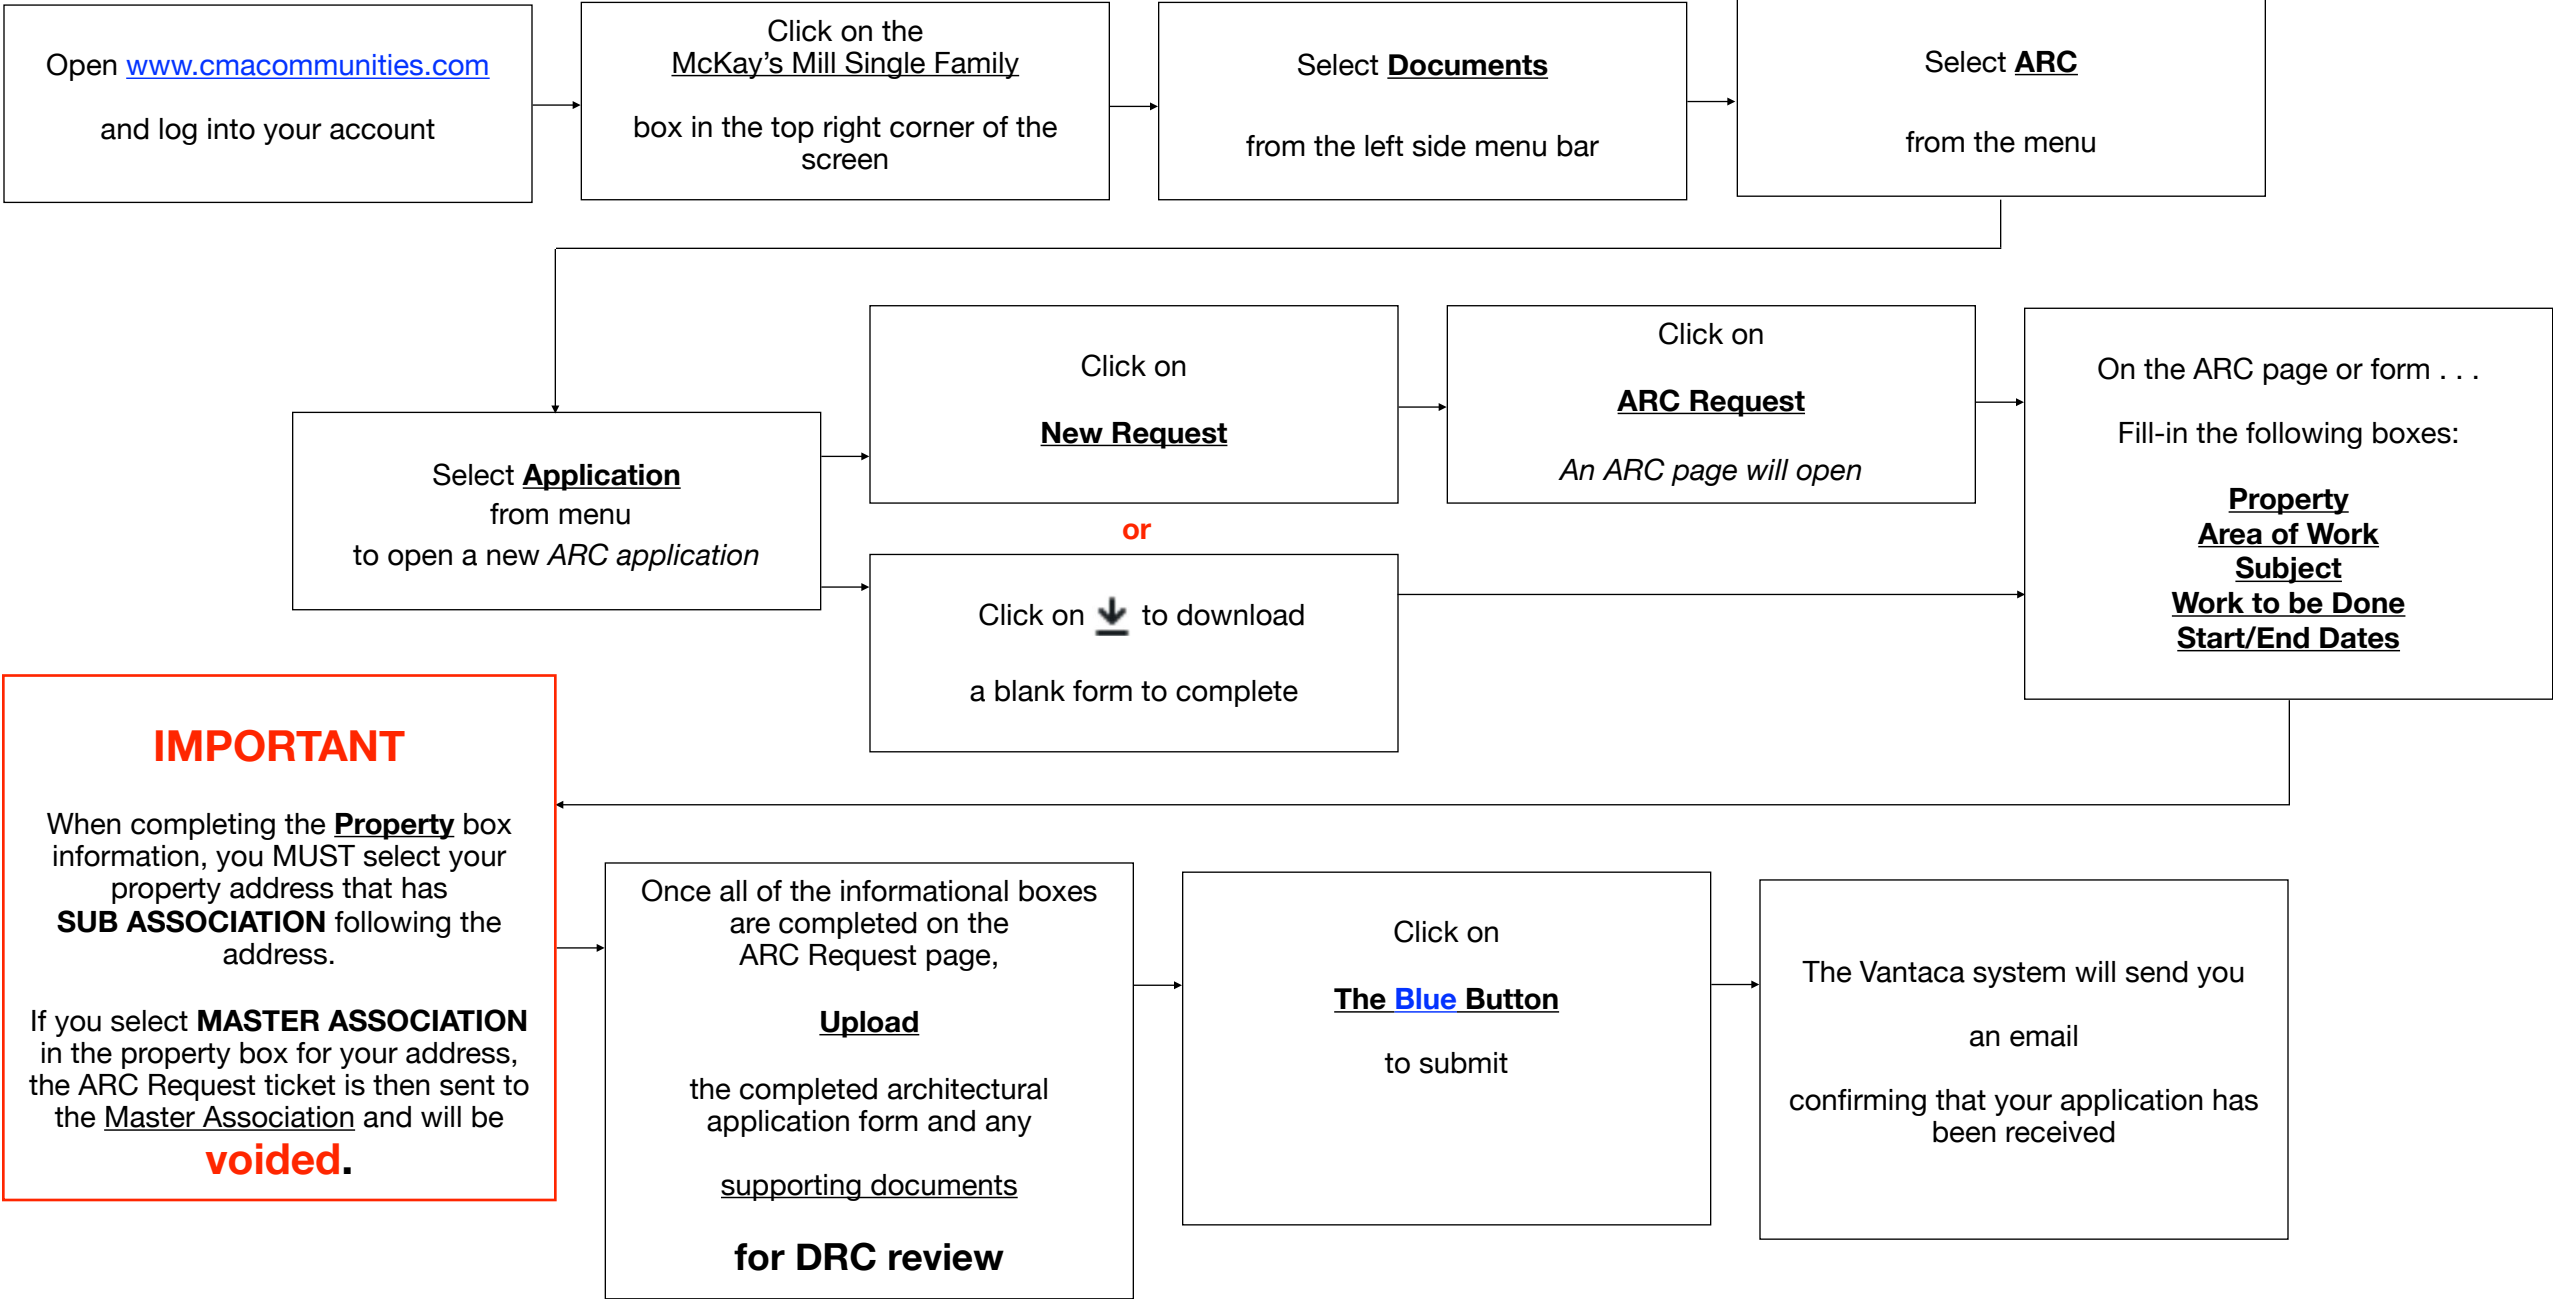 Open www.cmacommunities.com
and log into your account
Click on the
McKay’s Mill Single Family
box in the top right corner of the
screen
Select Documents
from the left side menu bar
Select ARC
from the menu
Select Application
from menu
to open a new ARC application
Click on
New Request
or
Click on to download
a blank form to complete
Click on
ARC Request
An ARC page will open
On the ARC page or form . . .
Fill-in the following boxes:
Property
Area of Work
Subject
Work to be Done
Start/End Dates
IMPORTANT
When completing the Property box
information, you MUST select your
property address that has
SUB ASSOCIATION following the
address.
If you select MASTER ASSOCIATION
in the property box for your address,
the ARC Request ticket is then sent to
the Master Association and will be
voided.
Once all of the informational boxes
are completed on the
ARC Request page,
Upload
the completed architectural
application form and any
supporting documents
for DRC review
Click on
The Blue Button
to submit
The Vantaca system will send you
an email
confirming that your application has
been received